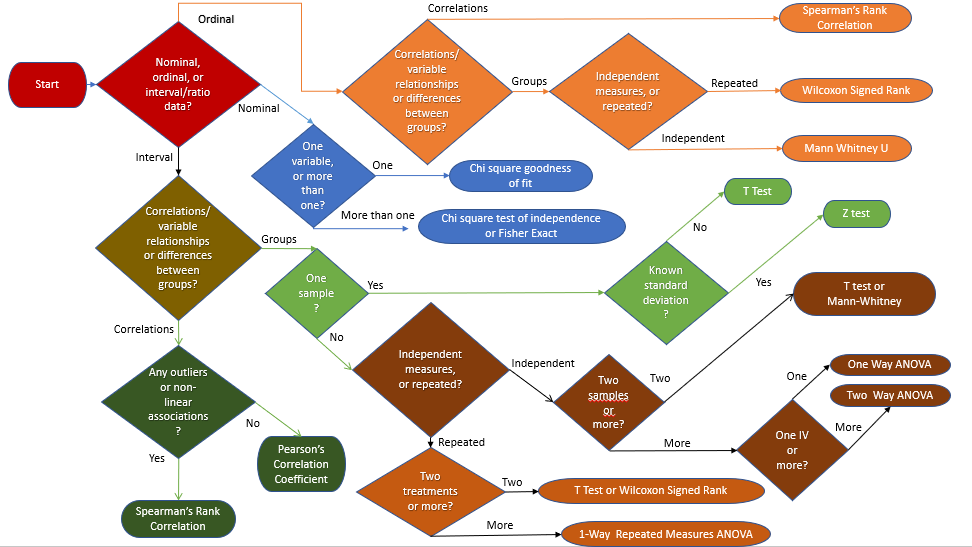 Ordinal
Correlations
Spearman's Rank
Correlation
Start
Nominal,
ordinal, or
interval/ratio
data?
Correlations/
variable
relationships
or differences
between
groups?
Groups
Independent
measures, or
repeated?
Repeated
Wilcoxon Signed Rank
Nominal
Independent
Mann Whitney U
Interval
One
variable,
or more
than
one?
One
Chi square goodness
of fit
More than one
Chi square test of independence
or Fisher Exact
T Test
Z test
Correlations/
variable
relationships
or differences
between
groups?
Groups
One
sample
?
Yes
No
Known
standard
deviation
?
Yes
T test or
Mann-Whitney
No
Correlations
Independent
measures,
or repeated?
Independent
Two
samples
or
more?
Two
One
One Way ANOVA
Two  Way ANOVA
Any outliers
or non-
linear
associations
?
No
Yes
Pearson's
Correlation
Coefficient
Repeated
More
One IV
or
more?
More
Two
treatments
or more?
Two
T Test or Wilcoxon Signed Rank
More
1-Way  Repeated Measures ANOVA
Spearman's Rank
Correlation